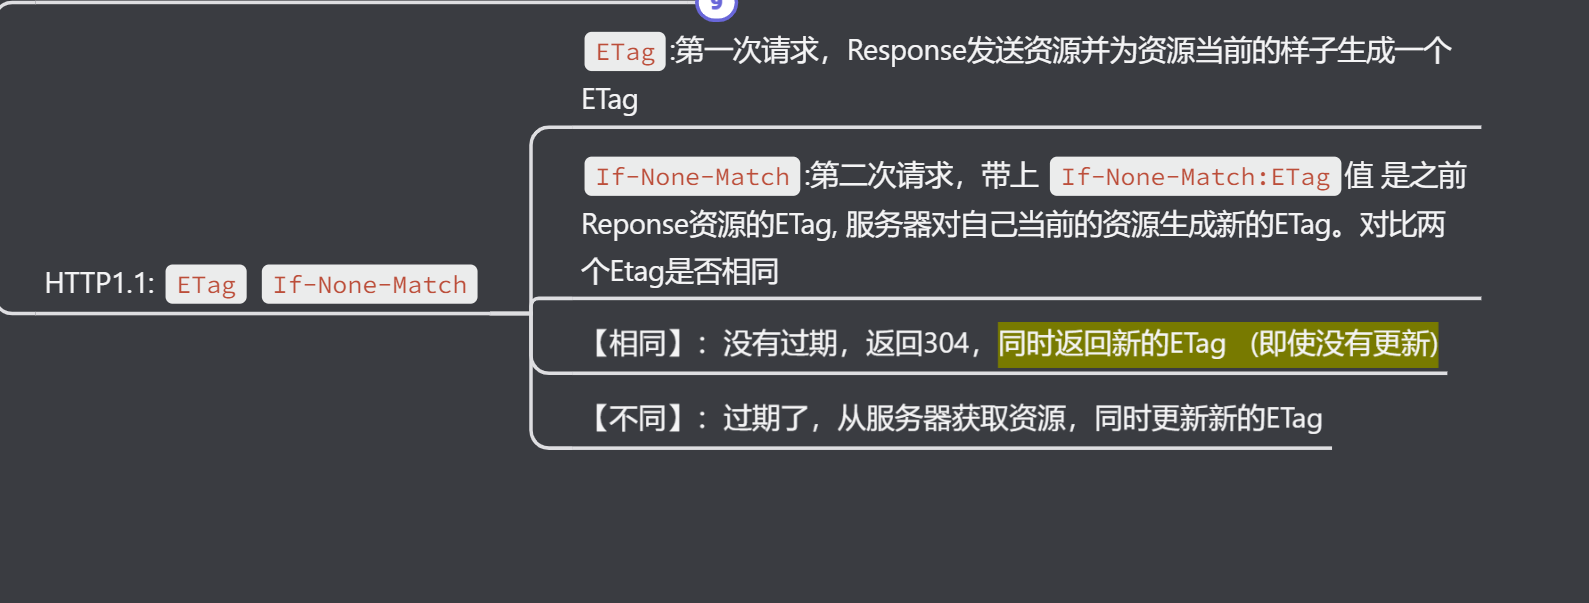 9
ETag:第一次请求，Response发送资源并为资源当前的样子生成一个
ETag
If-None-Match:第二次请求，带上 If-None-Match:ETag值 是之前
Reponse资源的ETag, 服务器对自己当前的资源生成新的ETag。对比两
个Etag是否相同
HTTP1.1: ETag If-None-Match
【相同】：没有过期，返回304，同时返回新的ETag （即使没有更新)
【不同】：过期了，从服务器获取资源，同时更新新的ETag